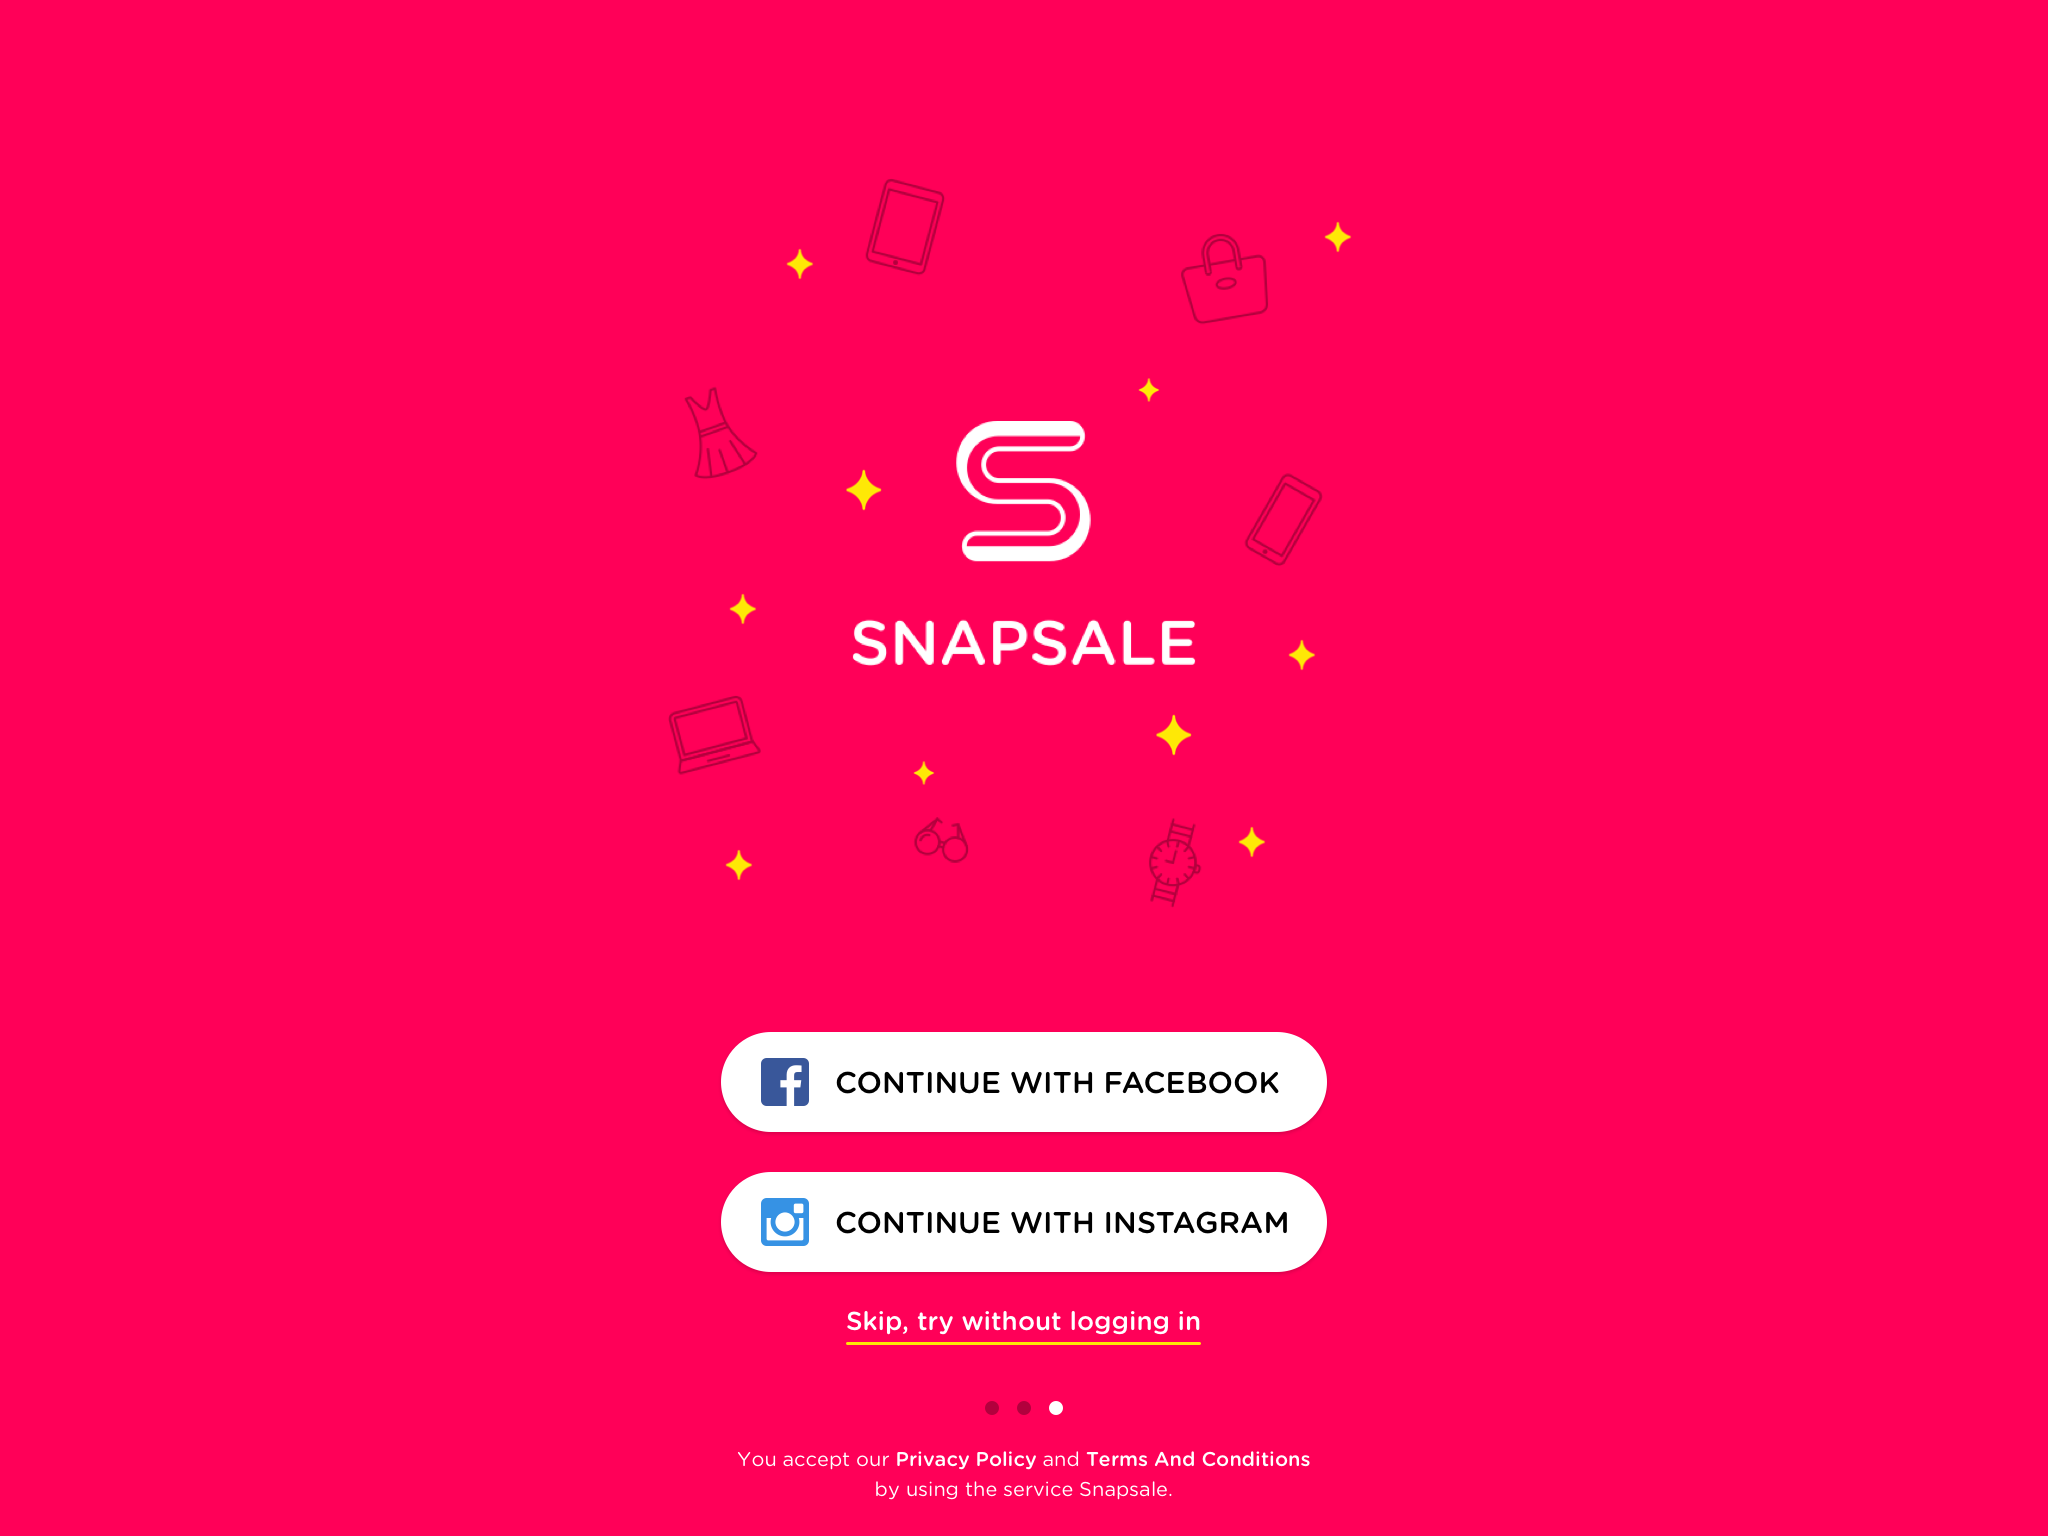 SNAPSALE
CONTINUE WITH FACEBOOK
CONTINUE WITH INSTAGRAM
Skip, try without logging in
You accept our Privacy Policy and Terms And Conditions
by using the service Snapsale.